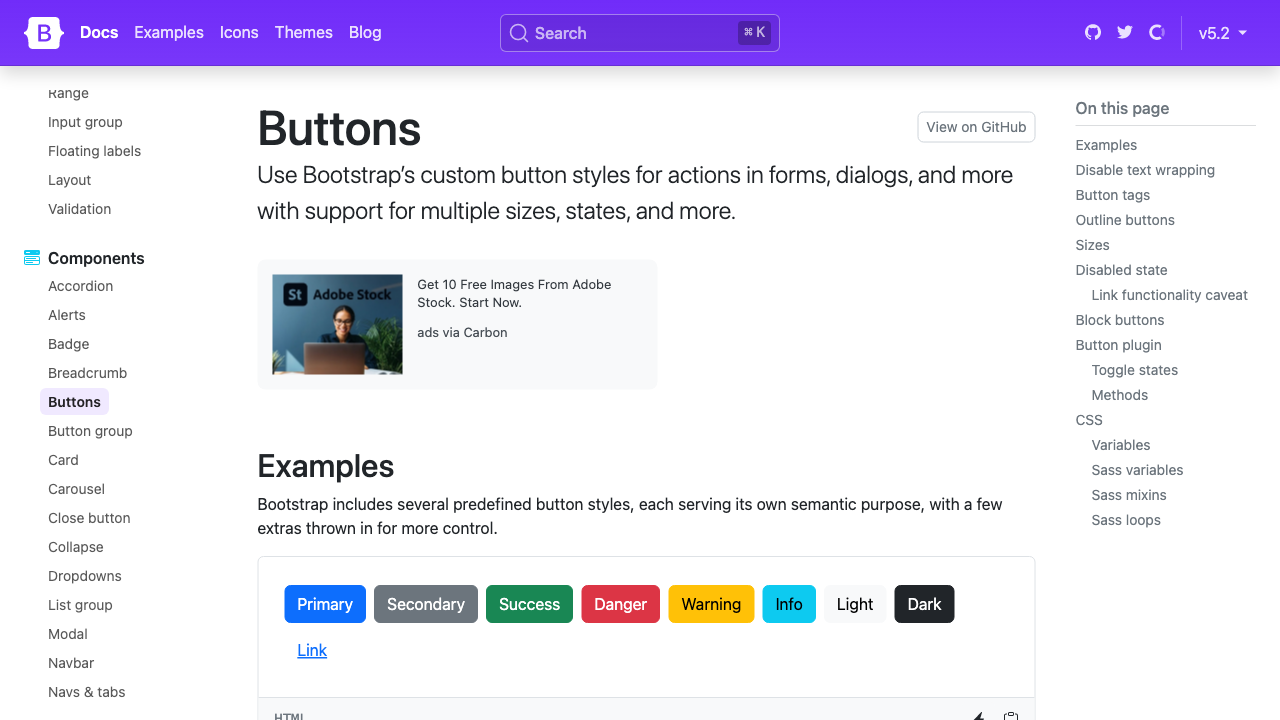 B Docs Examples Icons Themes Blog Search ⌘ K v5.2
Range
Input group
Floating labels
Layout
Validation
Components
Accordion
Alerts
Badge
Breadcrumb
Buttons
Button group
Card
Carousel
Close button
Collapse
Dropdowns
List group
Modal
Navbar
Navs & tabs
Buttons
View on GitHub
Use Bootstrap’s custom button styles for actions in forms, dialogs, and more
with support for multiple sizes, states, and more.
St Adobe Stock
Get 10 Free Images From Adobe
Stock. Start Now.
ads via Carbon
Examples
Bootstrap includes several predefined button styles, each serving its own semantic purpose, with a few
extras thrown in for more control.
Primary Secondary Success Danger Warning Info Light Dark
Link
HTML
On this page
Examples
Disable text wrapping
Button tags
Outline buttons
Sizes
Disabled state
Link functionality caveat
Block buttons
Button plugin
Toggle states
Methods
CSS
Variables
Sass variables
Sass mixins
Sass loops